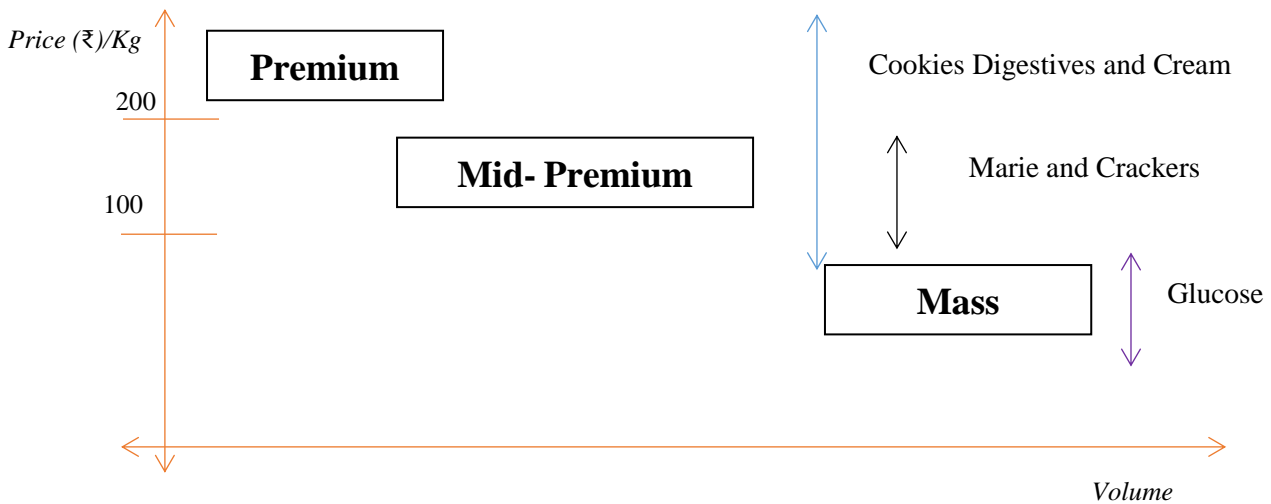 Price (₹)/Kg
Premium
Cookies Digestives and Cream
200
Mid- Premium
Marie and Crackers
100
Mass
Glucose
Volume